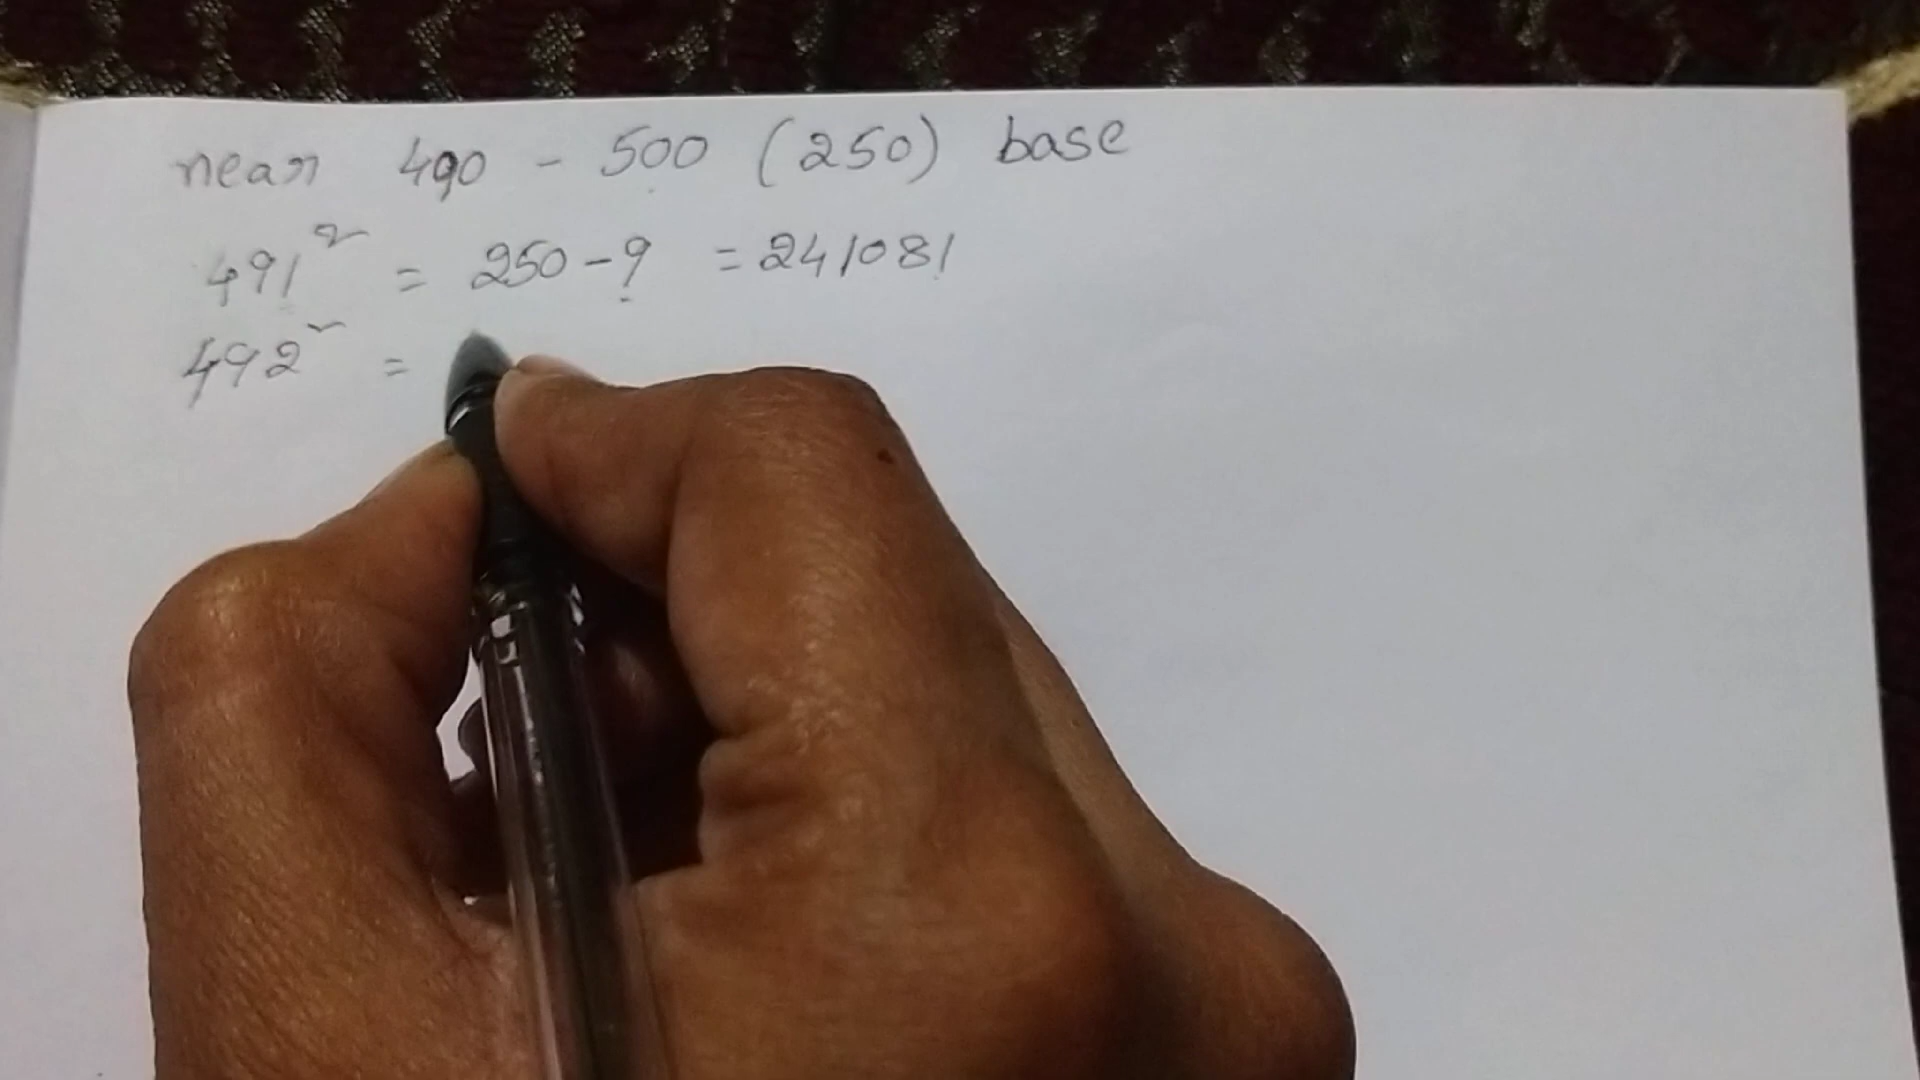 near 490 - 500 (250) base
491² = 250 - 9 = 241081
492² =